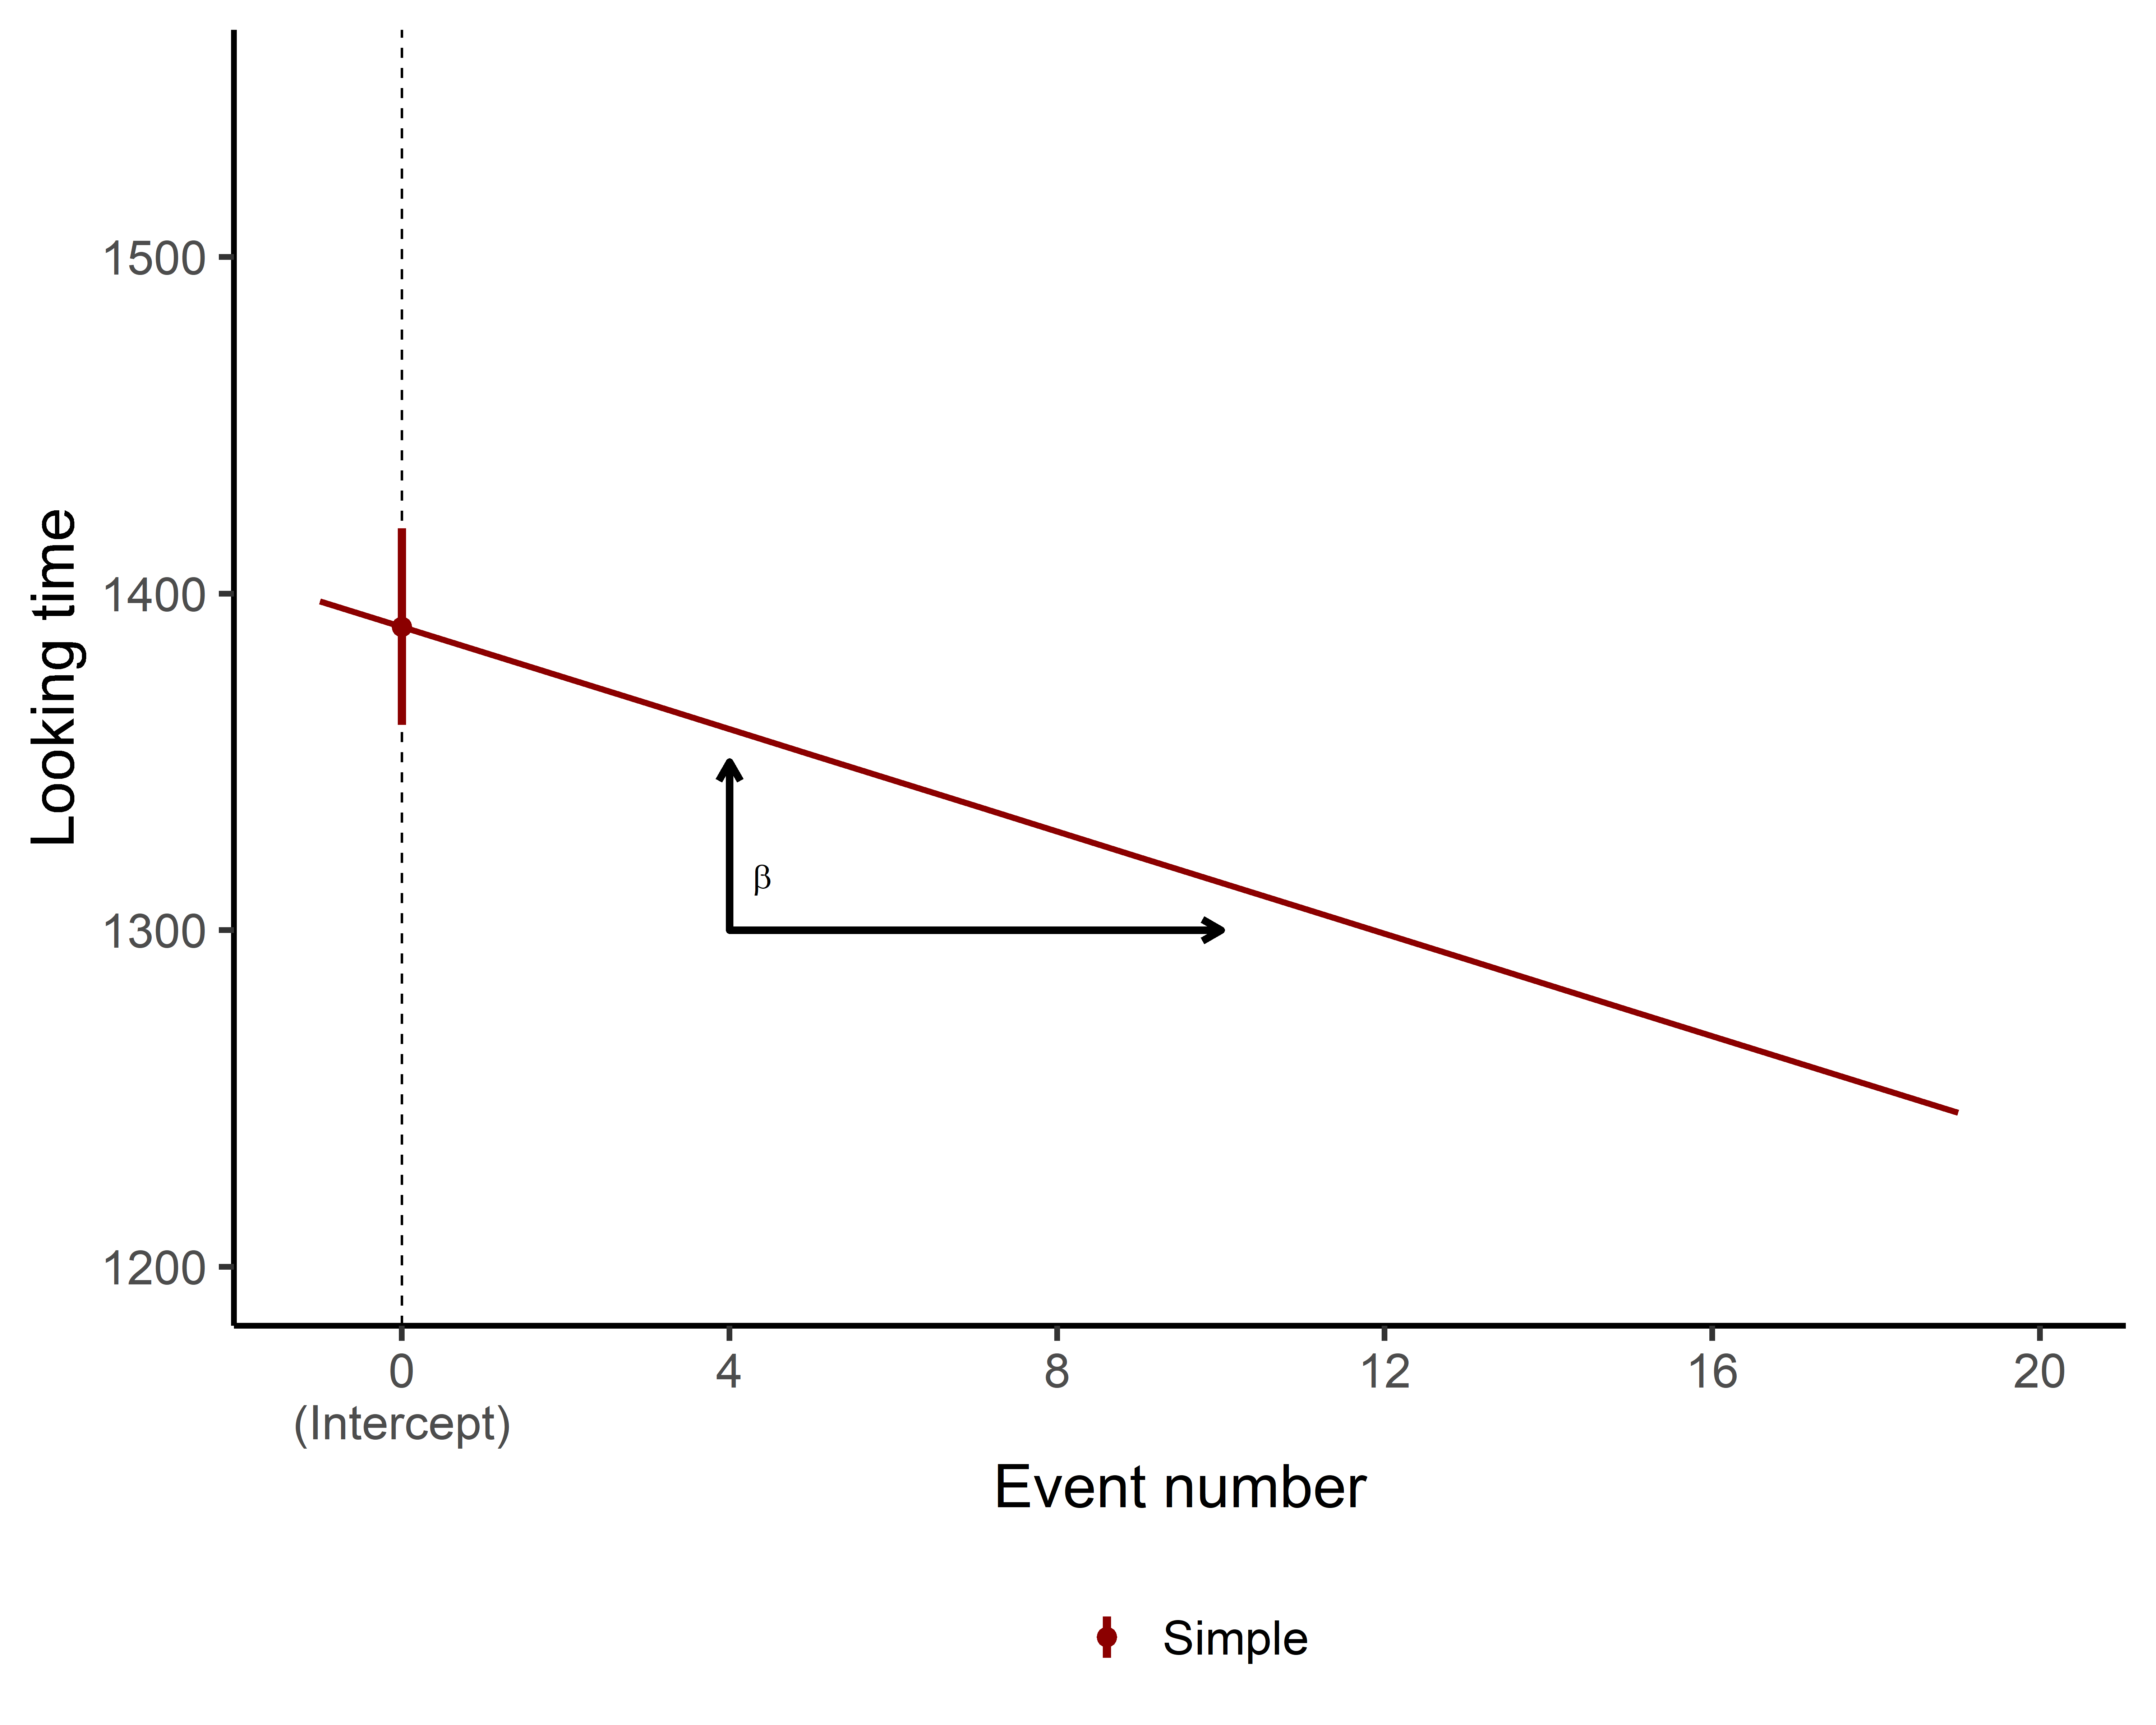 Looking time
1500
1400
1300
1200
β
0
(Intercept)
4
8
12
16
20
Event number
Simple